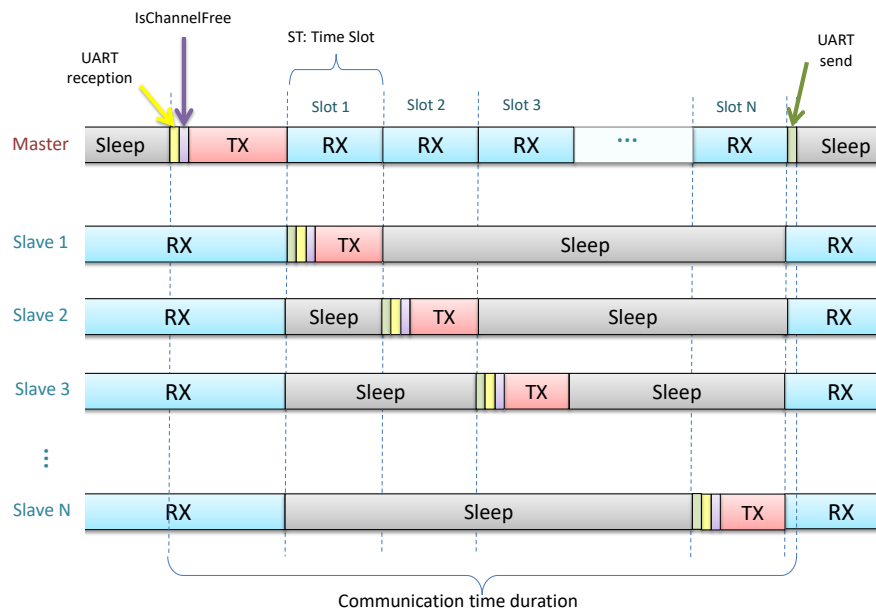 IsChannelFree
ST: Time Slot
UART
reception
UART
send
Slot 1
Slot 2
Slot 3
Slot N
Master
Sleep
TX
RX
RX
RX
...
RX
Sleep
Slave 1
RX
TX
Sleep
RX
Slave 2
RX
Sleep
TX
Sleep
RX
Slave 3
RX
Sleep
TX
Sleep
RX
...
Slave N
RX
Sleep
TX
RX
Communication time duration